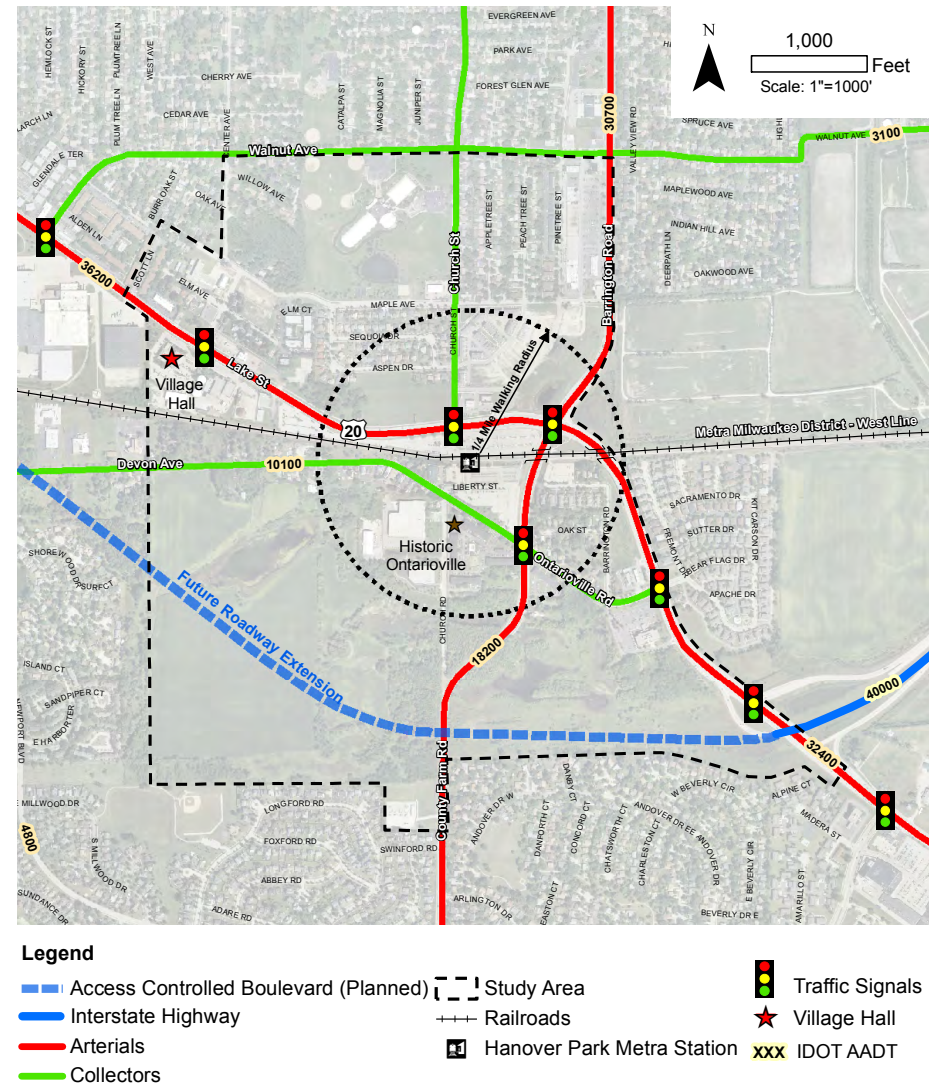 N
1,000
Feet
Scale: 1"=1000'
EVERGREEN AVE
PARK AVE
FOREST GLEN AVE
HEMLOCK ST
HICKORY ST
PLUMTREE LN
WEST AVE
CHERRY AVE
CATALPA ST
MAGNOLIA ST
JUNIPER ST
30700
VALLEY VIEW RD
SPRUCE AVE
WALNUT AVE
3100
LARCH LN
PLUM TREE LN
CEDAR AVE
GLENDALE TER
Walnut Ave
WILLOW AVE
BURR OAK ST
OAK AVE
ALDEN LN
SCOTT LN
ELM AVE
ELM CT
MAPLE AVE
SEQUOIA DR
ASPEN DR
Church St
CHURCH ST
APPLETREE ST
PEACH TREE ST
PINETREE ST
Barrington Road
MAPLEWOOD AVE
INDIAN HILL AVE
DEERPATH LN
OAKWOOD AVE
36200
Village
Hall
Lake St
20
1/4 Mile Walking Radius
Metra Milwaukee District - West Line
Devon Ave
10100
LIBERTY ST
Historic
Ontarioville
OAK ST
BARRINGTON RD
Ontarioville Rd
SACRAMENTO DR
SUTTER DR
KIT CARSON DR
BEAR FLAG DR
APACHE DR
CHURCH RD
18200
Future Roadway Extension
ISLAND CT
SANDPIPER CT
E HARBOR TER
NEWPORT BLVD
40000
32400
County Farm Rd
E MILLWOOD DR
4800
S MILLWOOD DR
SUNDANCE DR
LONGFORD RD
FOXFORD RD
ABBEY RD
ADARE RD
SWINFORD RD
ANDOVER DR W
DANFORTH CT
DANBY CT
CONCORD CT
CHATSWORTH CT
CHARLESTON CT
W BEVERLY CIR
ANDOVER DR E
E BEVERLY CIR
ALPINE CT
MADERA ST
AMARILLO ST
ARLINGTON DR
EASTON CT
BEVERLY DR E
Legend
Access Controlled Boulevard (Planned)
Interstate Highway
Arterials
Collectors
Study Area
Railroads
Hanover Park Metra Station
Traffic Signals
Village Hall
XXX IDOT AADT